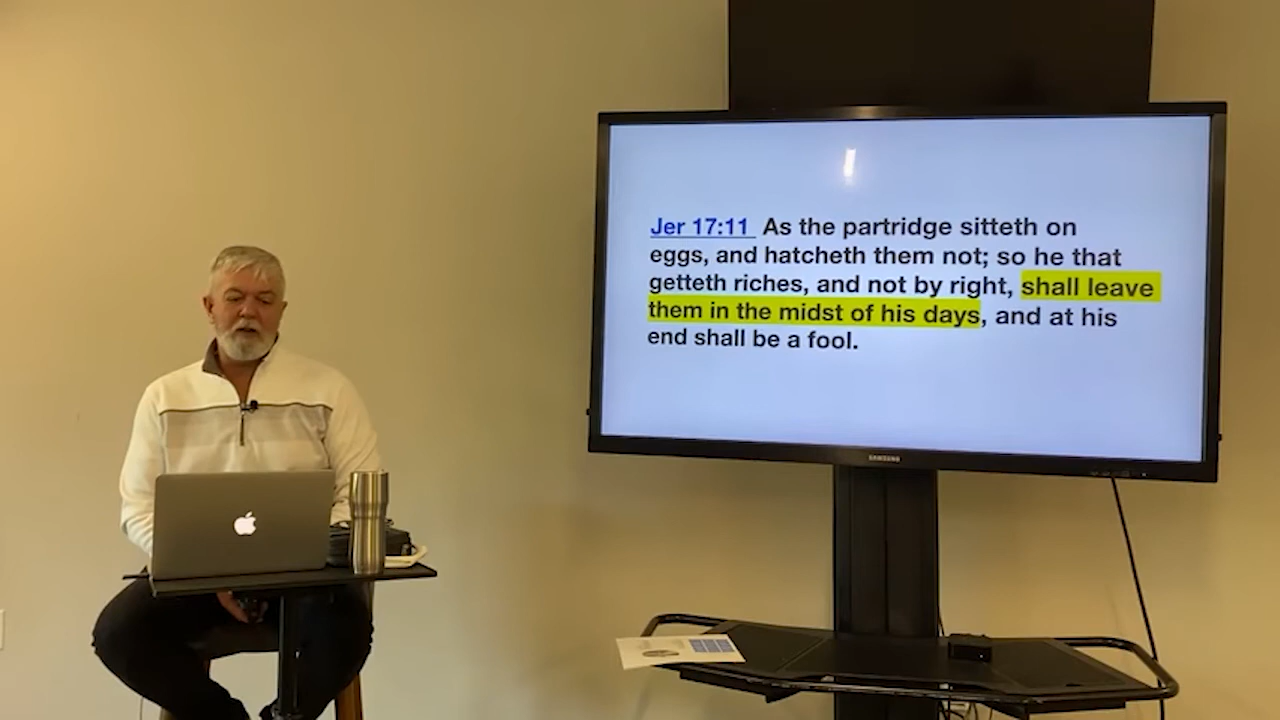 Jer 17:11 As the partridge sitteth on
eggs, and hatcheth them not; so he that
getteth riches, and not by right, shall leave
them in the midst of his days, and at his
end shall be a fool.
SAMSUNG